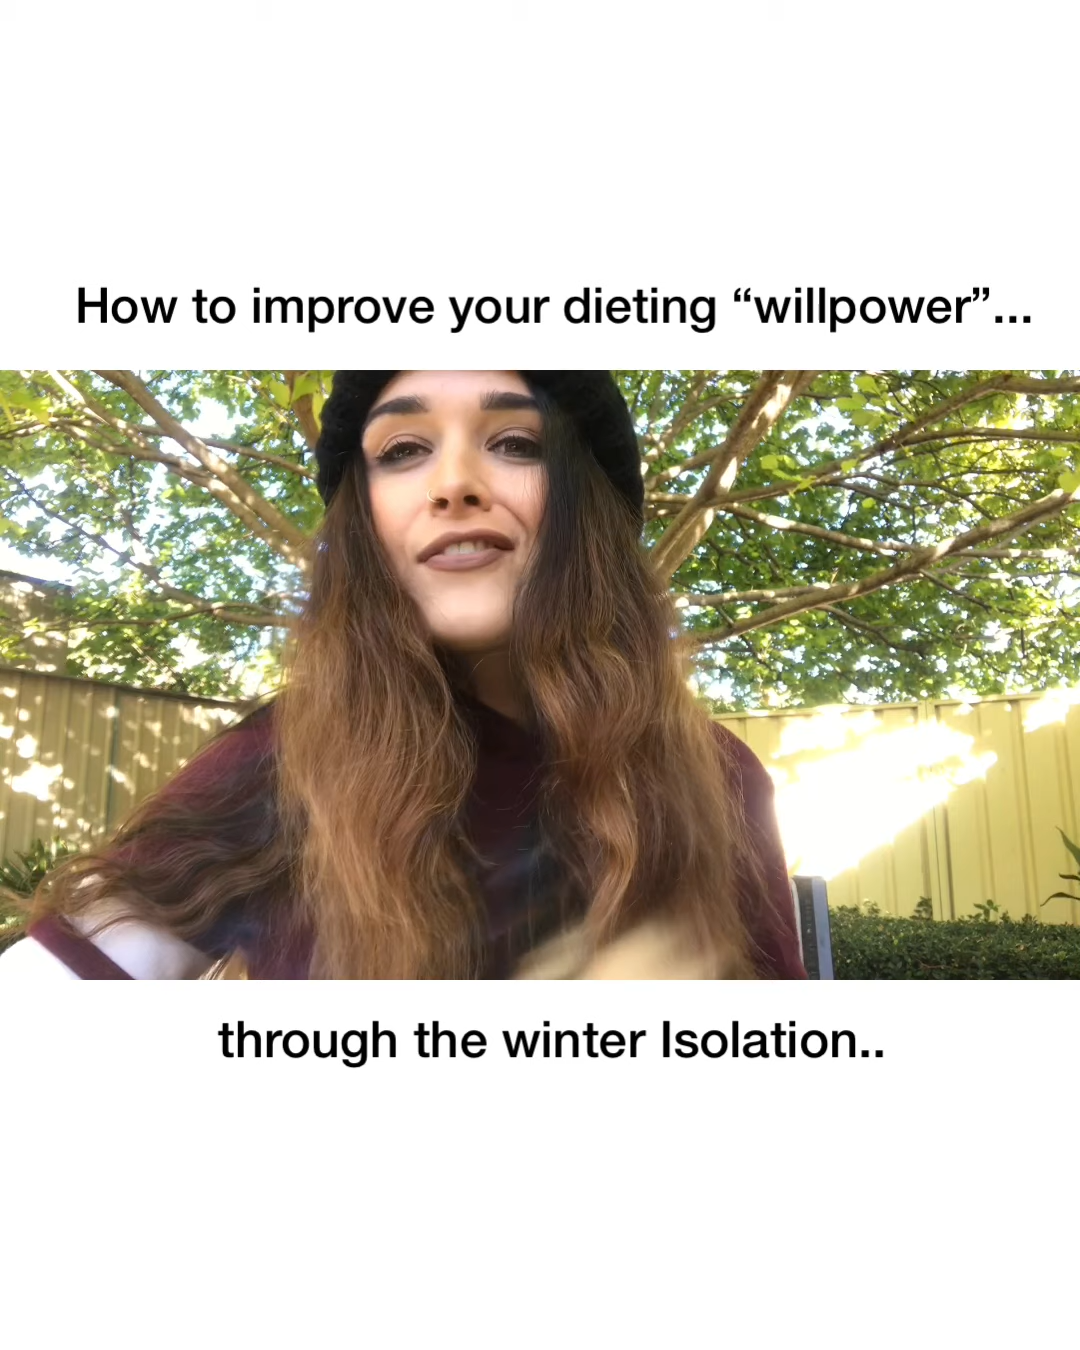 How to improve your dieting “willpower”...
through the winter Isolation..